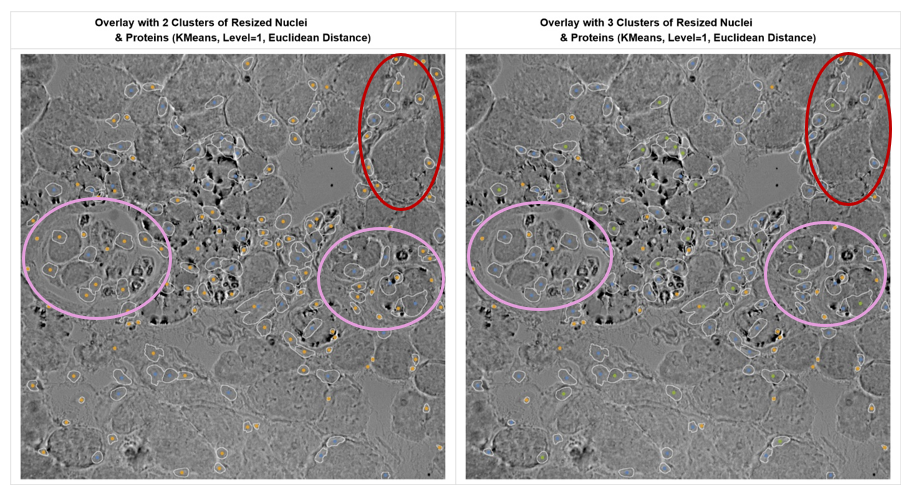 Overlay with 2 Clusters of Resized Nuclei
& Proteins (KMeans, Level=1, Euclidean Distance)
Overlay with 3 Clusters of Resized Nuclei
& Proteins (KMeans, Level=1, Euclidean Distance)